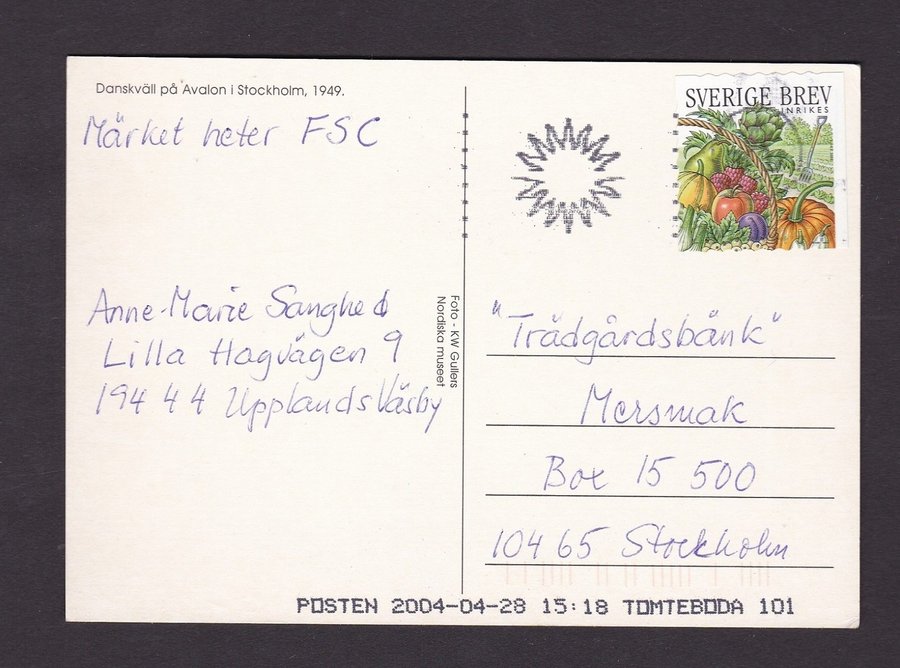 Danskväll på Avalon i Stockholm, 1949.
Märket heter FSC
Anne-Marie Sanghed
Lilla Hagvägen 9
194 44 Upplands Väsby
Foto - KW Gullers
Nordiska museet
SVERIGE BREV
INRIKES
"Trädgårdsbänk"
Mersmak
Box 15 500
104 65 Stockholm
POSTEN 2004-04-28 15:18 TOMTEBODA 101